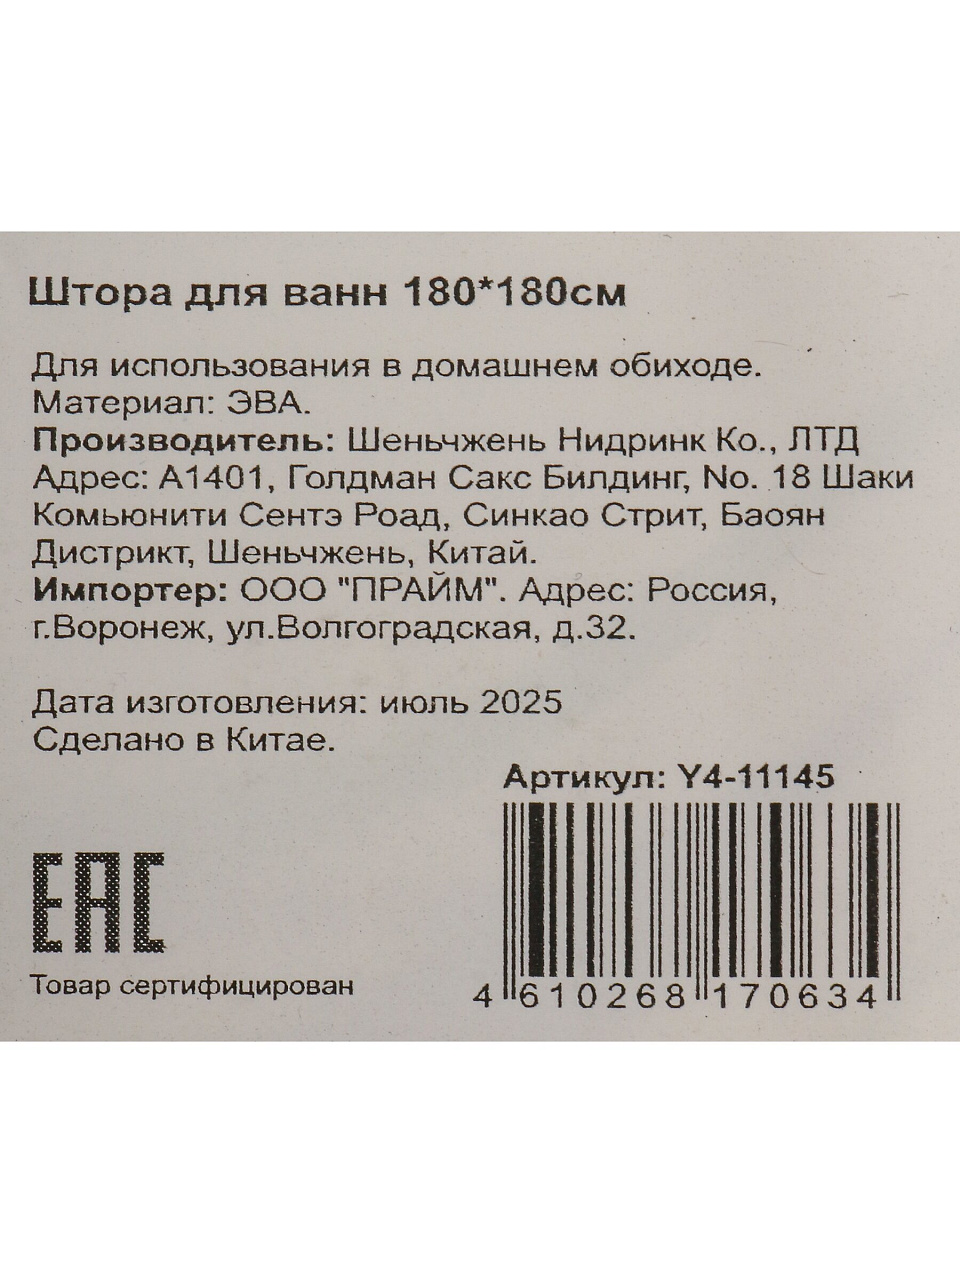 Штора для ванн 180*180см
Для использования в домашнем обиходе.
Материал: ЭВА.
Производитель: Шеньчжень Нидринк Ко., ЛТД
Адрес: А1401, Голдман Сакс Билдинг, No. 18 Шаки
Комьюнити Сентэ Роад, Синкао Стрит, Баоян
Дистрикт, Шеньчжень, Китай.
Импортер: ООО "ПРАЙМ". Адрес: Россия,
г.Воронеж, ул.Волгоградская, д.32.
Дата изготовления: июль 2025
Сделано в Китае.
Артикул: Y4-11145
ЕАС
Товар сертифицирован
4 610268 170634